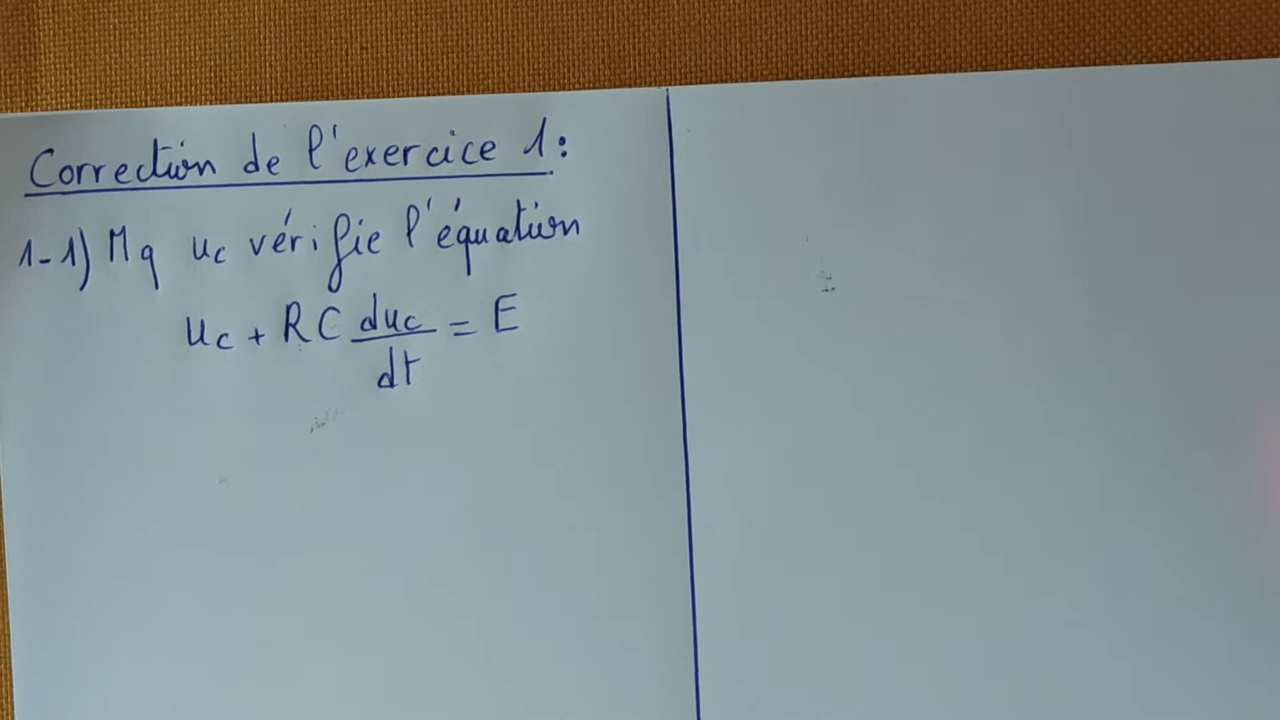 Correction de l'exercice 1:
1-1) Mq uc vérifie l'équation
uc + RC duc/dt = E